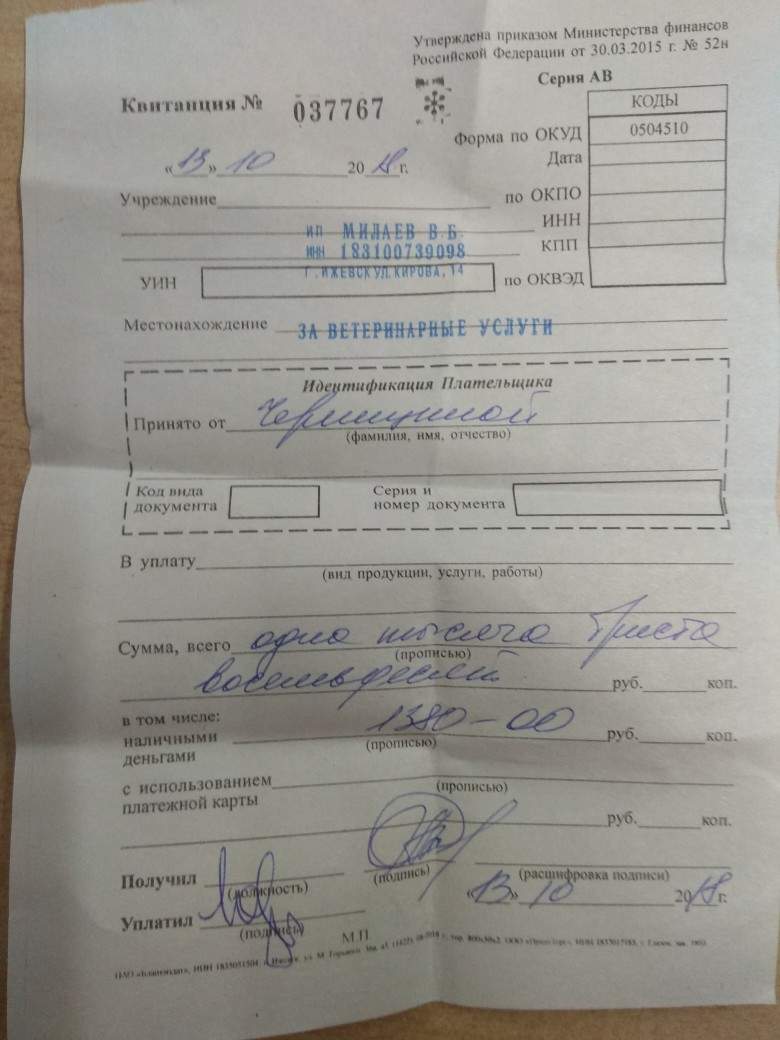 Утверждена приказом Министерства финансов
Российской Федерации от 30.03.2015 г. № 52н
Серия АВ
Квитанция № 037767
КОДЫ
Форма по ОКУД 0504510
Дата
« 13 » 10 20 18 г.
Учреждение
по ОКПО
ИНН
ИП МИЛАЕВ В.Б.
КПП
ИНН 183100739098
Г.ИЖЕВСК УЛ.КИРОВА, 14
УИН
по ОКВЭД
Местонахождение ЗА ВЕТЕРИНАРНЫЕ УСЛУГИ
Идентификация Плательщика
Принято от
(фамилия, имя, отчество)
Код вида документа
Серия и номер документа
В уплату
(вид продукции, услуги, работы)
Сумма, всего одна тысяча триста
(прописью)
восемьдесят руб. коп.
в том числе:
наличными деньгами 1380-00 руб. коп.
(прописью)
с использованием платежной карты
(прописью)
руб. коп.
Получил
(должность) (подпись) (расшифровка подписи)
« 13 » 10 20 18 г.
Уплатил
(подпись)
М.П.